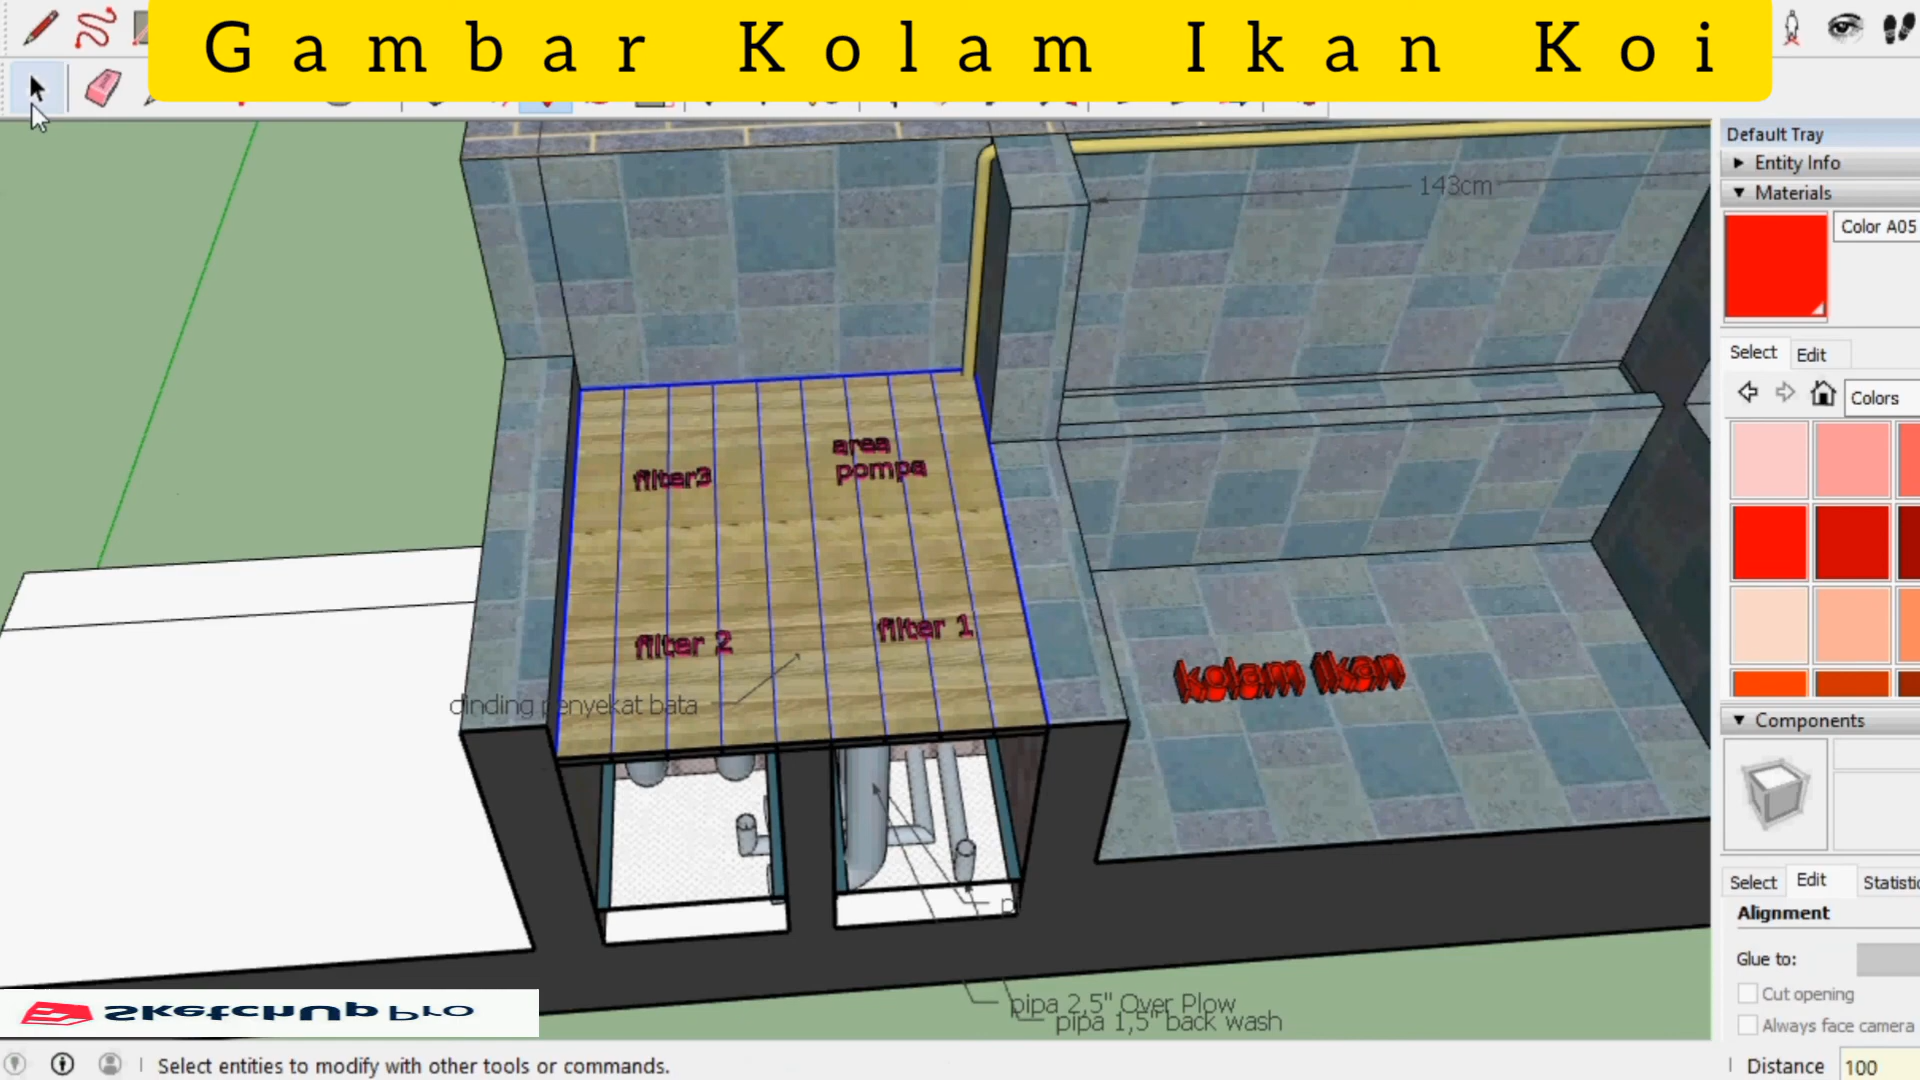 Gambar Kolam Ikan Koi
Default Tray
Entity Info
Materials
143cm
Color A05
Select Edit
Colors
area
pompa
filter3
filter 1
filter 2
kolam Ikan
dinding penyekat bata
Components
Select Edit Statistic
Alignment
p
Glue to:
Cut opening
Always face camera
pipa 2,5" Over Plow
pipa 1,5" back wash
SketchUp Pro
Select entities to modify with other tools or commands.
Distance 100